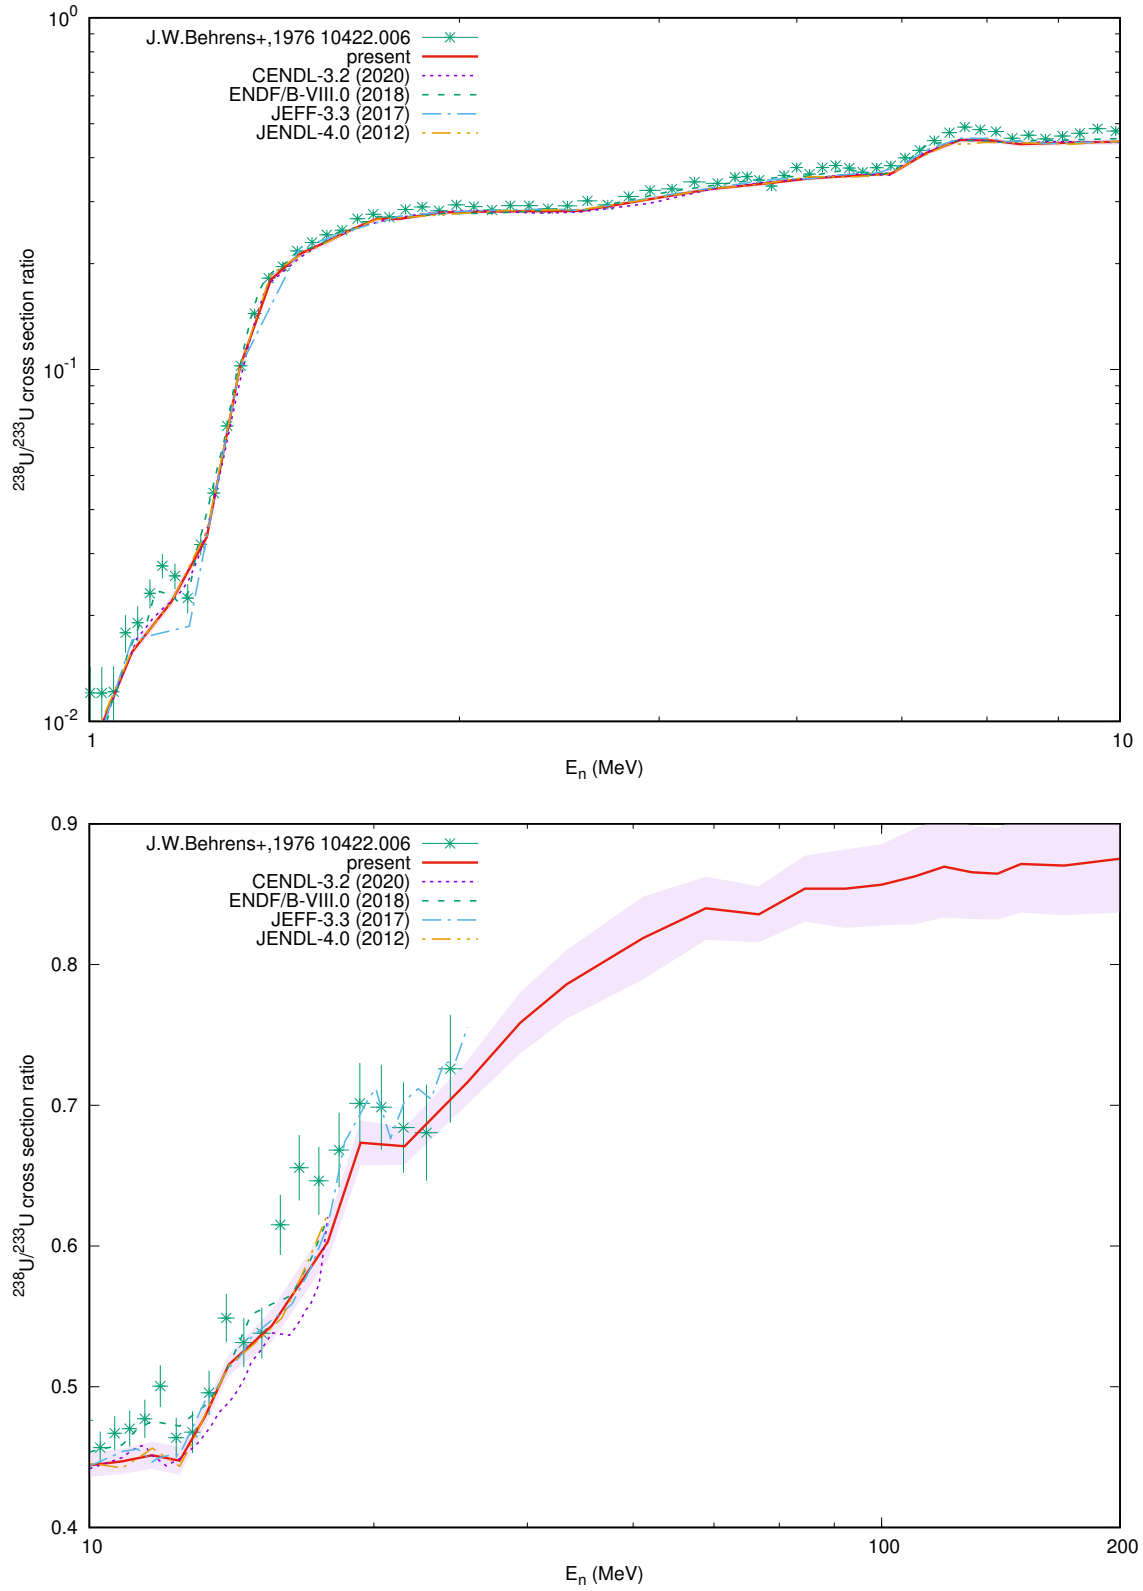 10⁰
J.W.Behrens+,1976 10422.006
present
CENDL-3.2 (2020)
ENDF/B-VIII.0 (2018)
JEFF-3.3 (2017)
JENDL-4.0 (2012)
²³⁸U/²³³U cross section ratio
10⁻¹
10⁻²
1
10
Eₙ (MeV)
0.9
J.W.Behrens+,1976 10422.006
present
CENDL-3.2 (2020)
ENDF/B-VIII.0 (2018)
JEFF-3.3 (2017)
JENDL-4.0 (2012)
0.8
²³⁸U/²³³U cross section ratio
0.7
0.6
0.5
0.4
10
100
200
Eₙ (MeV)